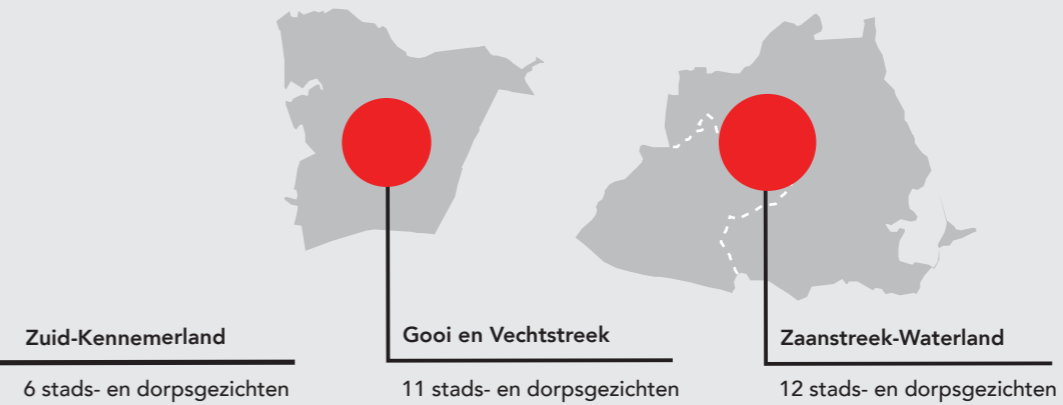 Zuid-Kennemerland
6 stads- en dorpsgezichten
Gooi en Vechtstreek
11 stads- en dorpsgezichten
Zaanstreek-Waterland
12 stads- en dorpsgezichten